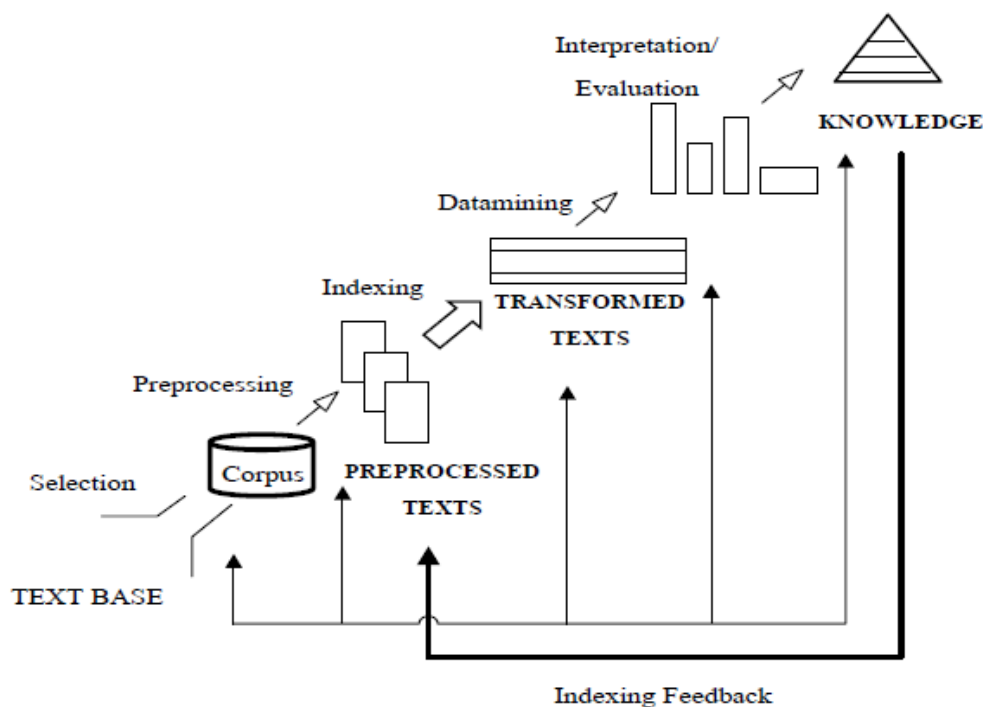 Interpretation/
Evaluation
KNOWLEDGE
Datamining
Indexing
TRANSFORMED
TEXTS
Preprocessing
Corpus
Selection
PREPROCESSED
TEXTS
TEXT BASE
Indexing Feedback